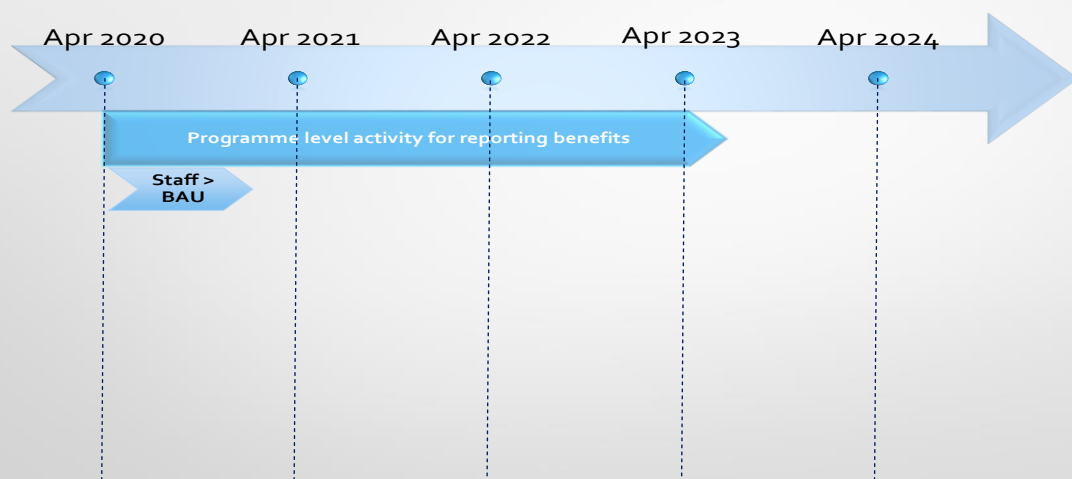 Apr 2020 Apr 2021 Apr 2022 Apr 2023 Apr 2024
Programme level activity for reporting benefits
Staff >
BAU